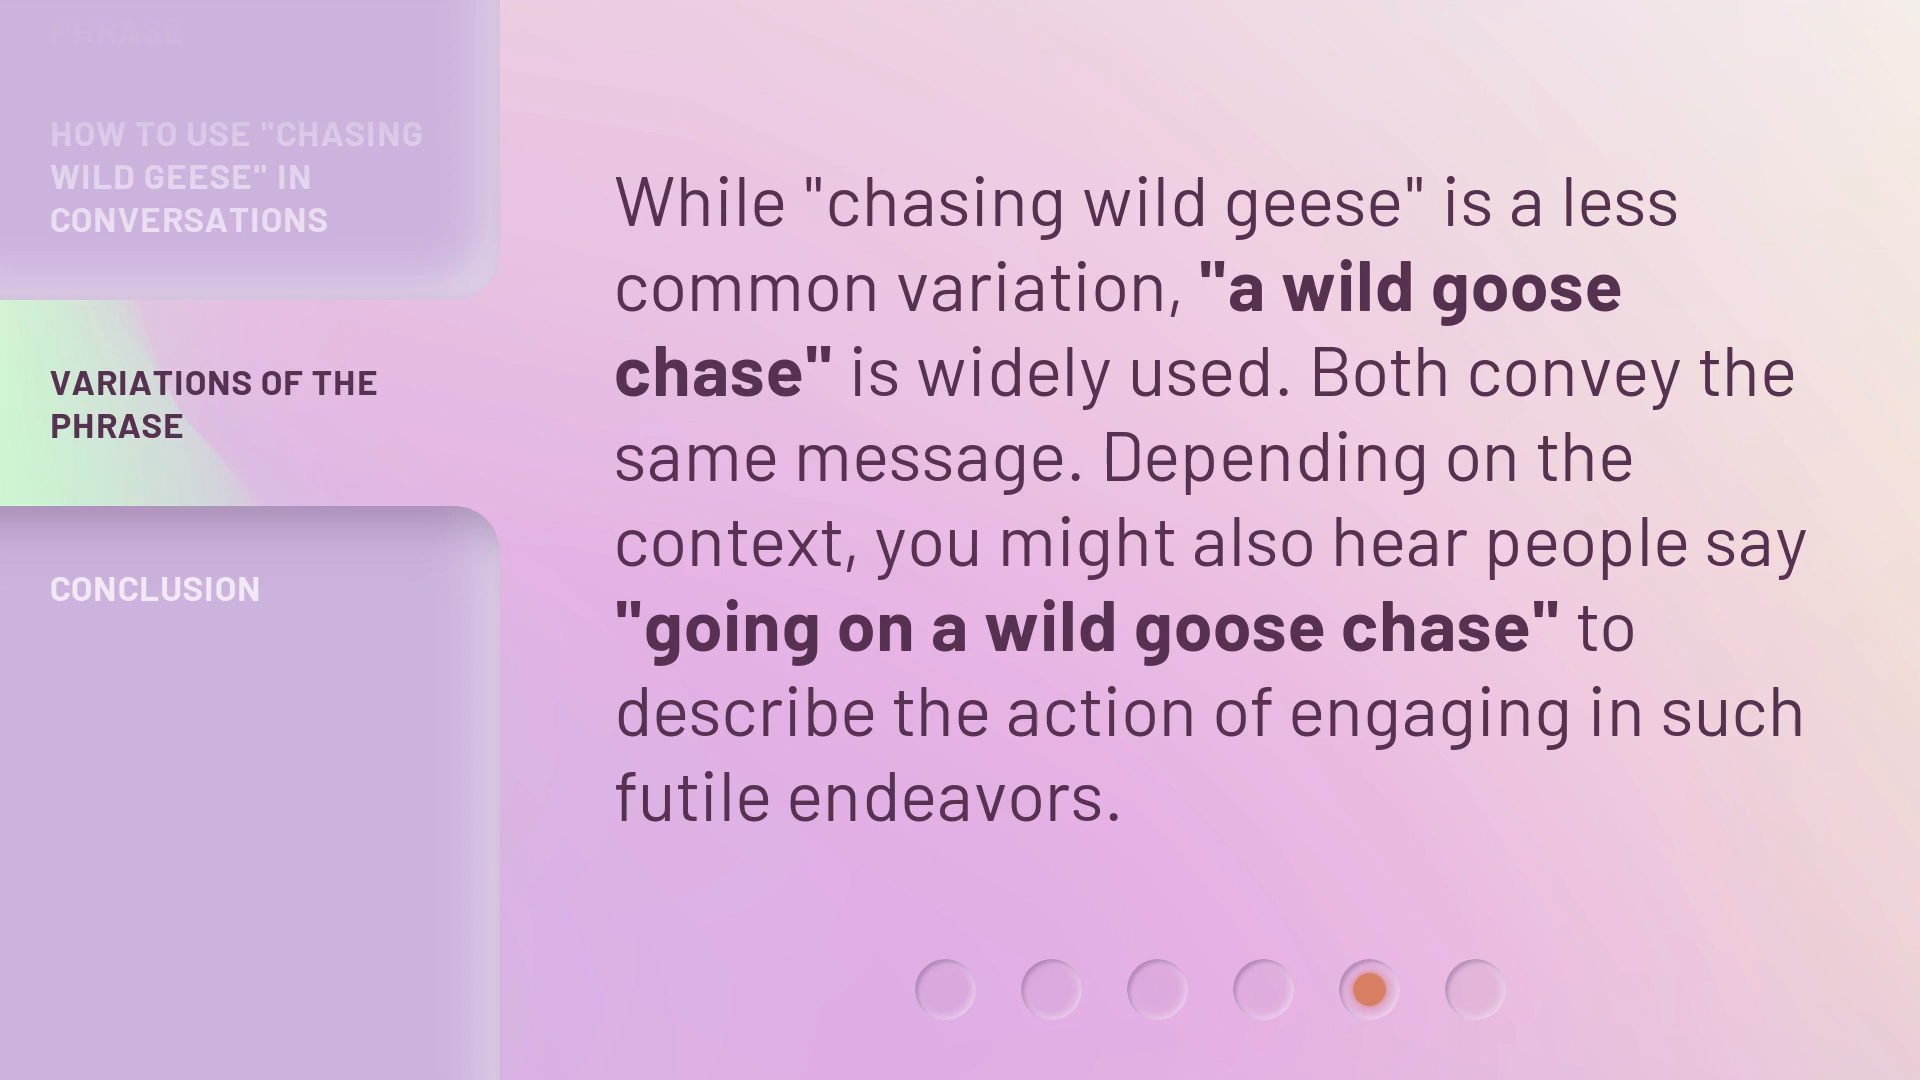 PHRASE
HOW TO USE "CHASING
WILD GEESE" IN
CONVERSATIONS
VARIATIONS OF THE
PHRASE
CONCLUSION
While "chasing wild geese" is a less
common variation, "a wild goose
chase" is widely used. Both convey the
same message. Depending on the
context, you might also hear people say
"going on a wild goose chase" to
describe the action of engaging in such
futile endeavors.